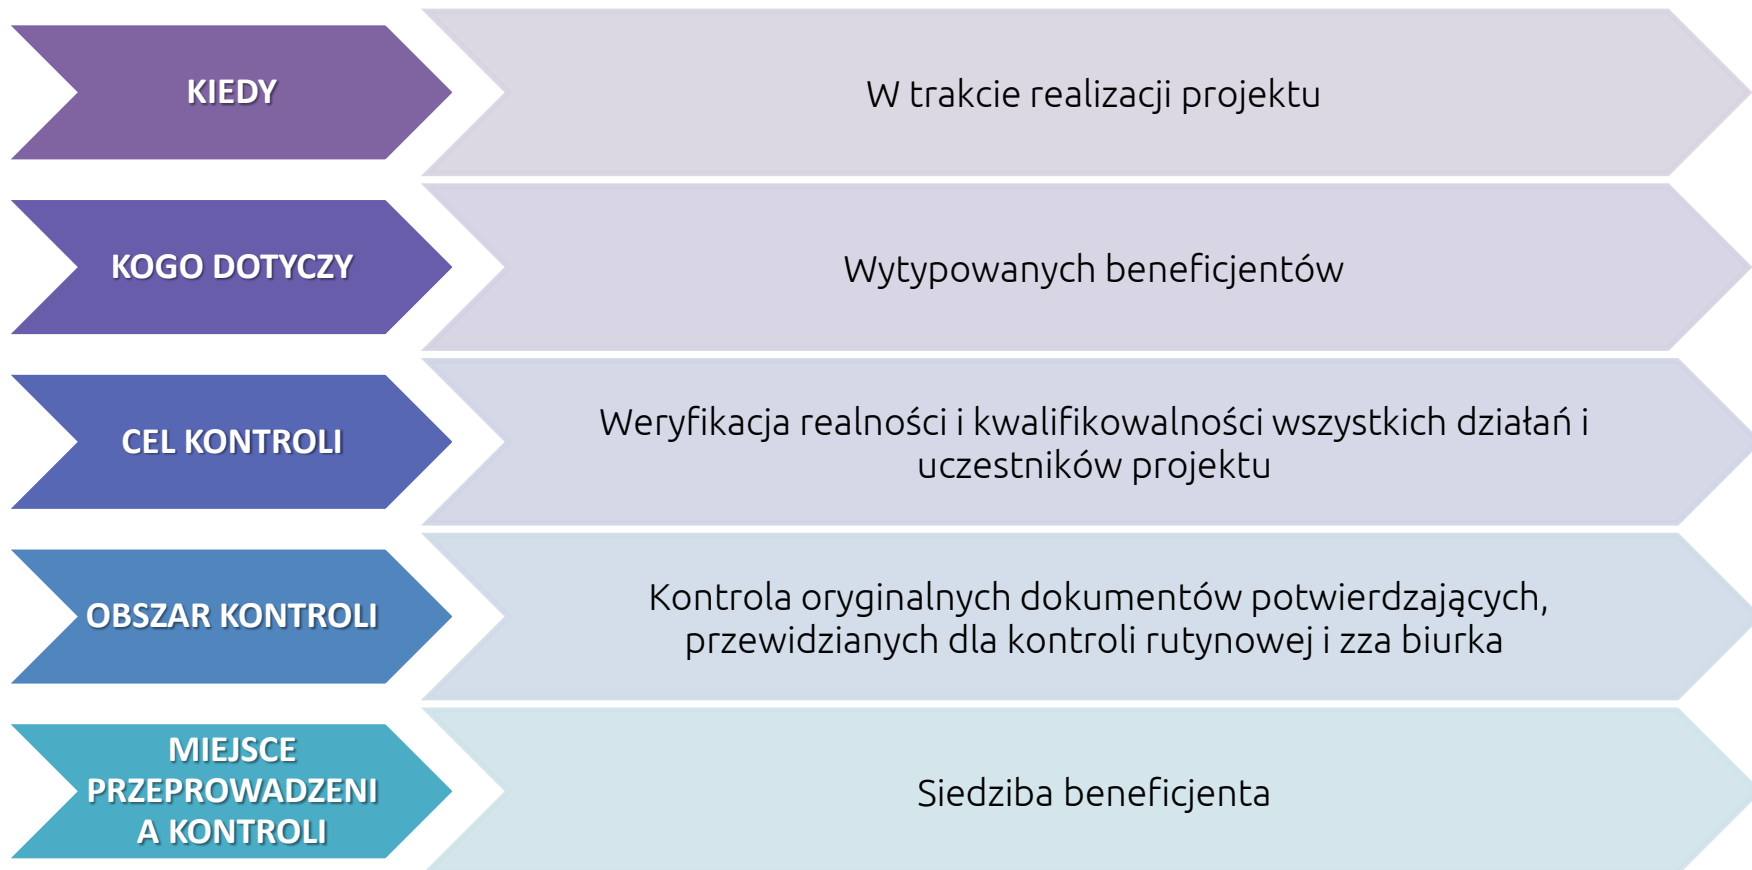 KIEDY
W trakcie realizacji projektu
KOGO DOTYCZY
Wytypowanych beneficjentów
CEL KONTROLI
Weryfikacja realności i kwalifikowalności wszystkich działań i
uczestników projektu
OBSZAR KONTROLI
Kontrola oryginalnych dokumentów potwierdzających,
przewidzianych dla kontroli rutynowej i zza biurka
MIEJSCE
PRZEPROWADZENI
A KONTROLI
Siedziba beneficjenta